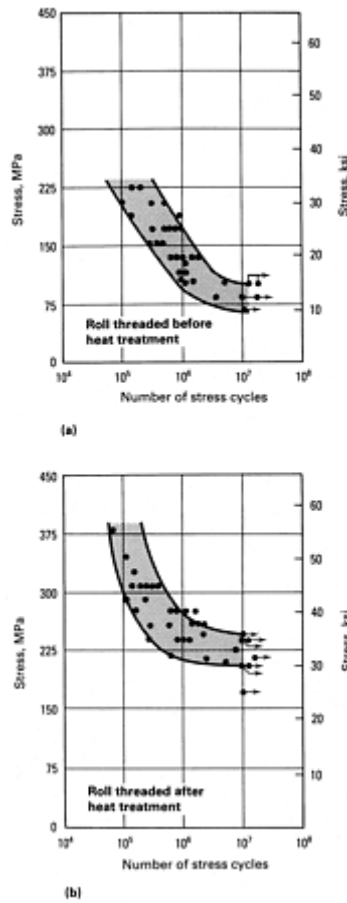 450
375
300
225
150
75
0
Stress, MPa
60
50
40
30
20
10
Stress, ksi
Roll threaded before
heat treatment
10⁴ 10⁵ 10⁶ 10⁷ 10⁸
Number of stress cycles
(a)
450
375
300
225
150
75
0
Stress, MPa
60
50
40
30
20
10
Stress, ksi
Roll threaded after
heat treatment
10⁴ 10⁵ 10⁶ 10⁷ 10⁸
Number of stress cycles
(b)